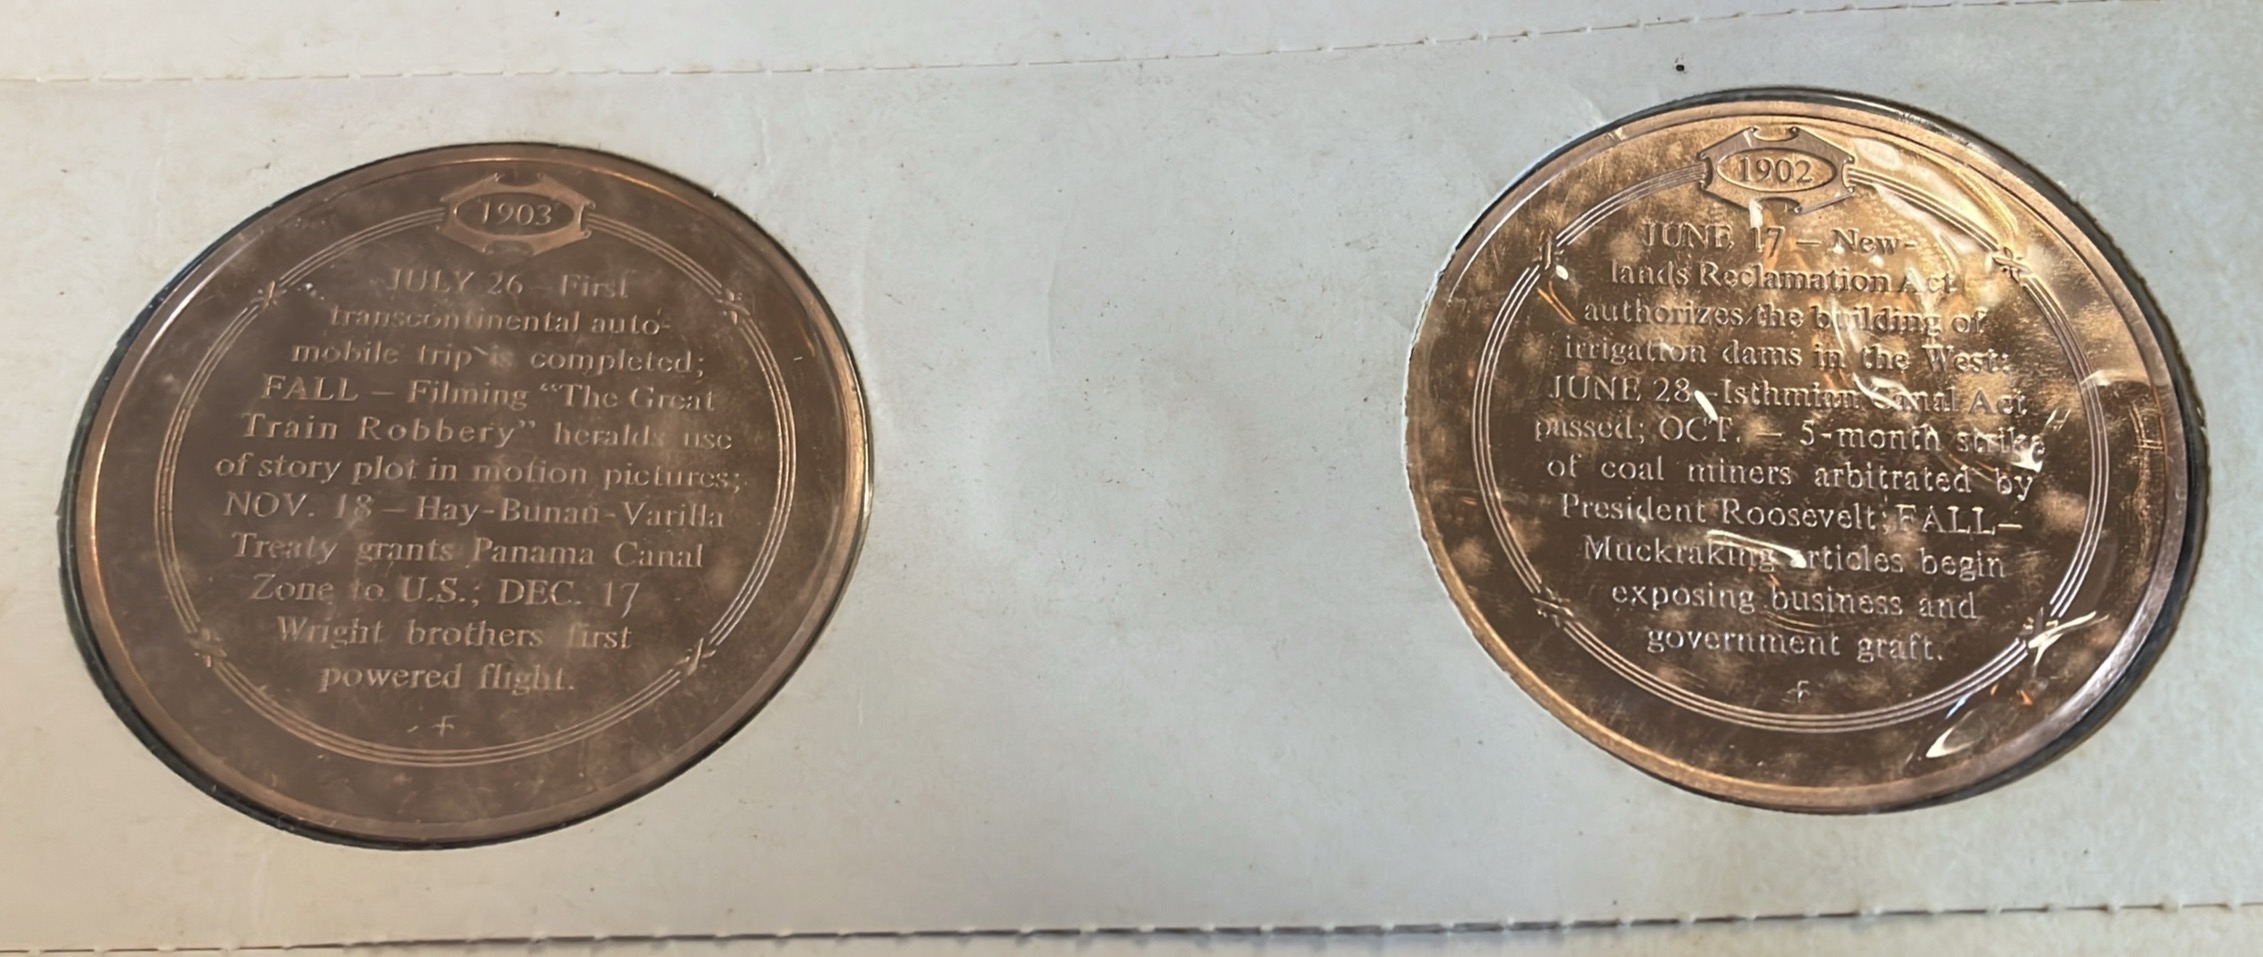 1903
JULY 26 – First
transcontinental auto-
mobile trip is completed;
FALL – Filming “The Great
Train Robbery” heralds use
of story plot in motion pictures;
NOV. 18 – Hay-Bunau-Varilla
Treaty grants Panama Canal
Zone to U.S.; DEC. 17
Wright brothers first
powered flight.
1902
JUNE 17 – New-
lands Reclamation Act
authorizes the building of
irrigation dams in the West;
JUNE 28–Isthmian Canal Act
passed; OCT. – 5-month strike
of coal miners arbitrated by
President Roosevelt; FALL–
Muckraking articles begin
exposing business and
government graft.